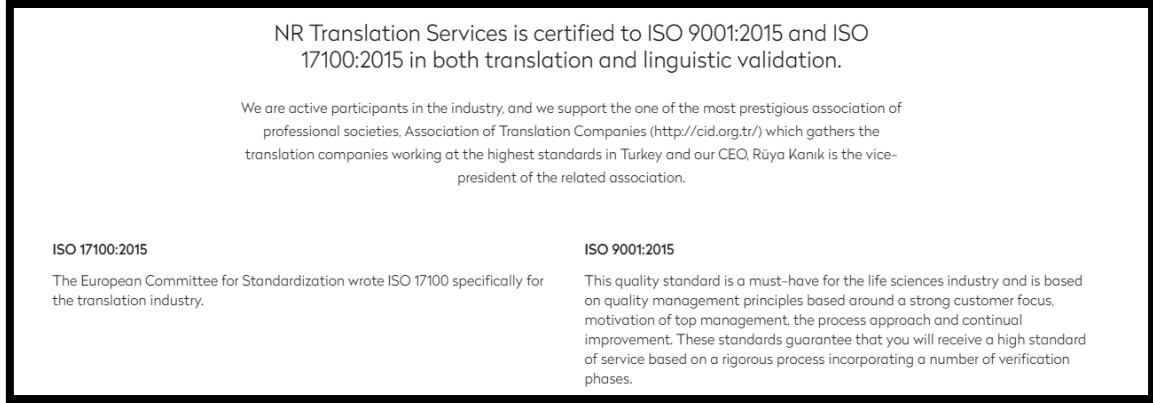 NR Translation Services is certified to ISO 9001:2015 and ISO
17100:2015 in both translation and linguistic validation.
We are active participants in the industry, and we support the one of the most prestigious association of
professional societies, Association of Translation Companies (http://cid.org.tr/) which gathers the
translation companies working at the highest standards in Turkey and our CEO, Rüya Kanık is the vice-
president of the related association.
ISO 17100:2015
The European Committee for Standardization wrote ISO 17100 specifically for
the translation industry.
ISO 9001:2015
This quality standard is a must-have for the life sciences industry and is based
on quality management principles based around a strong customer focus,
motivation of top management, the process approach and continual
improvement. These standards guarantee that you will receive a high standard
of service based on a rigorous process incorporating a number of verification
phases.